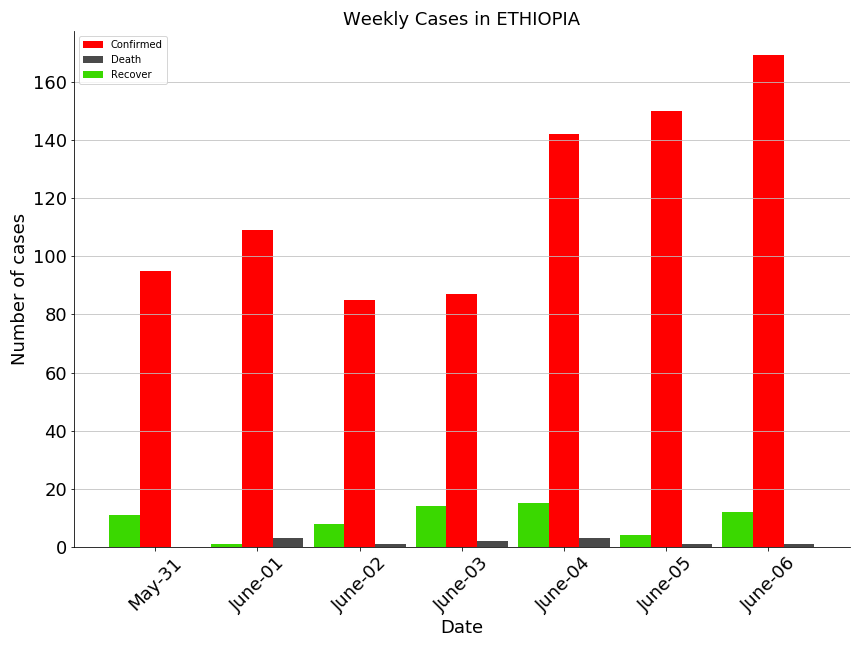 Weekly Cases in ETHIOPIA
Confirmed
Death
Recover
Number of cases
160
140
120
100
80
60
40
20
0
May-31
June-01
June-02
June-03
June-04
June-05
June-06
Date